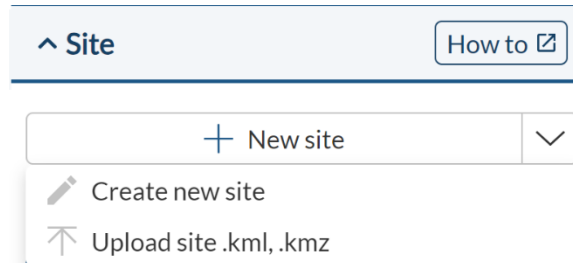 Site
How to
New site
Create new site
Upload site .kml, .kmz